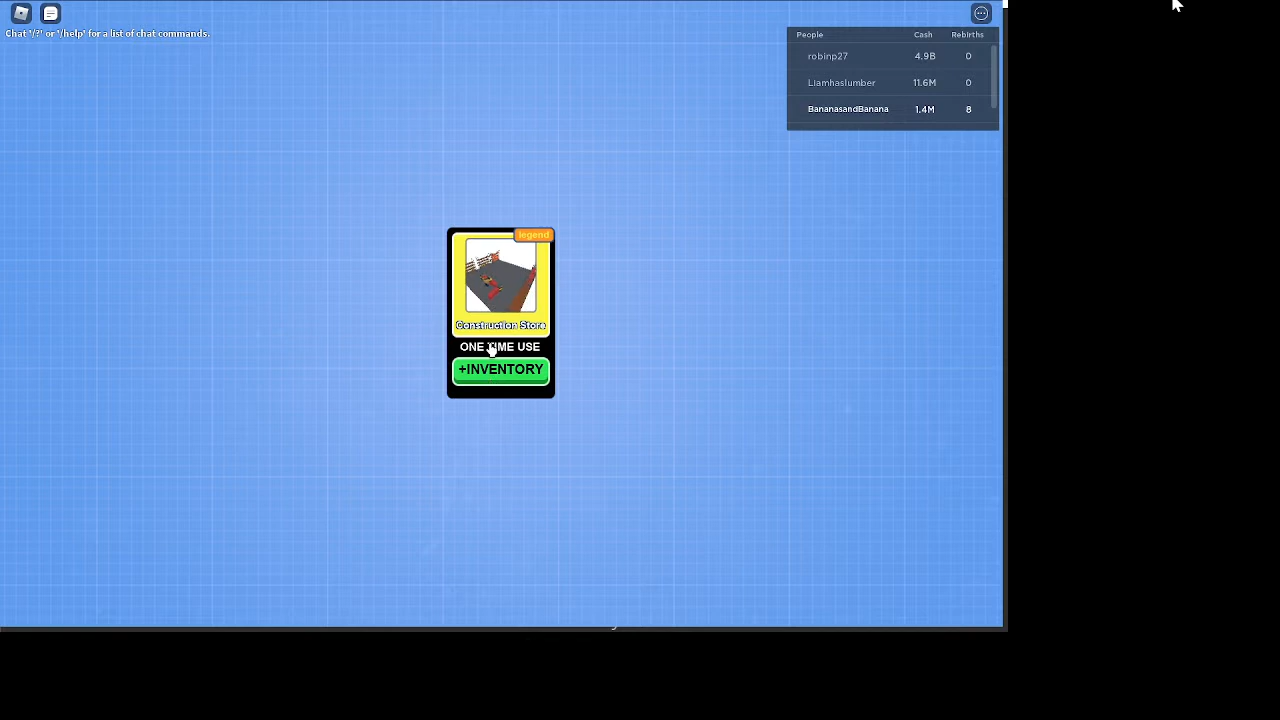 Chat '/?' or '/help' for a list of chat commands.
People Cash Rebirths
robinp27 4.9B 0
Liamhaslumber 11.6M 0
BananasandBanana 1.4M 8
legend
Construction Store
ONE TIME USE
+INVENTORY